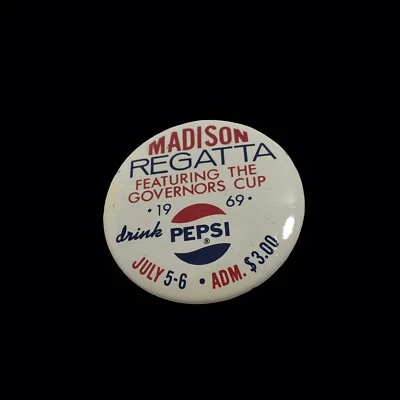 MADISON
REGATTA
FEATURING THE
GOVERNORS CUP
• 19 69 •
drink PEPSI®
JULY 5-6 • ADM. $3.00